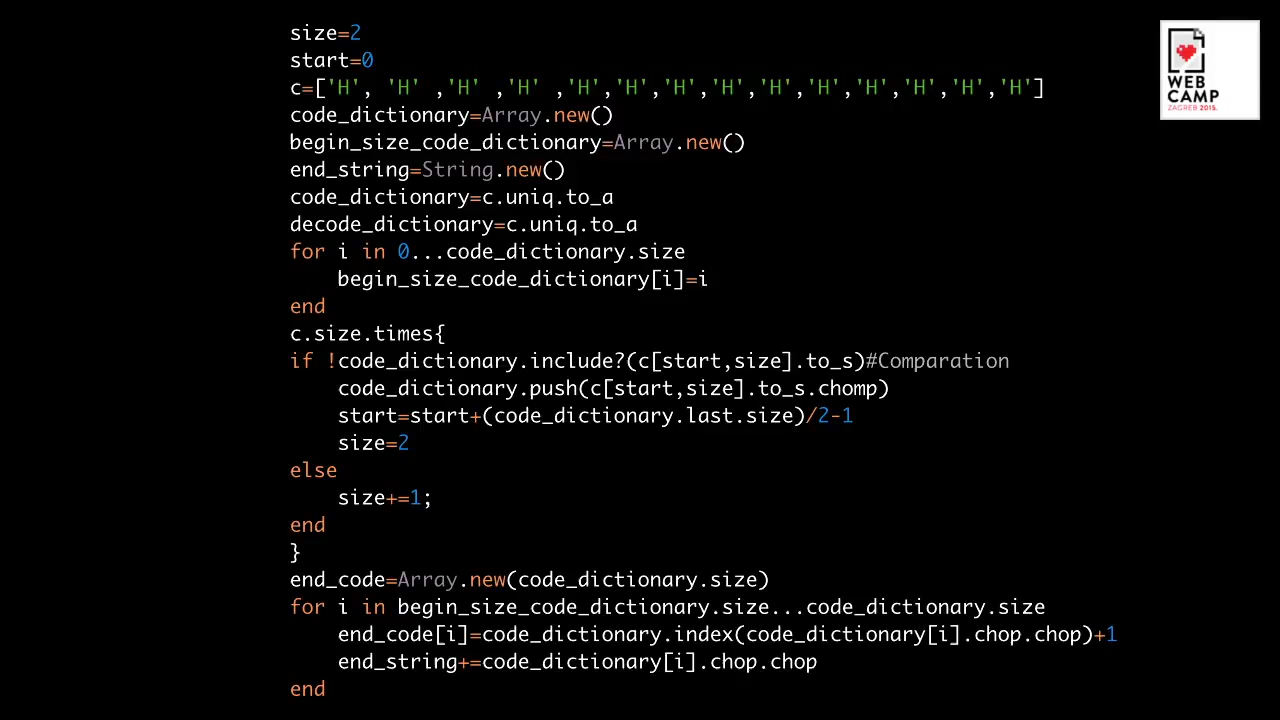 size=2
start=0
c=['H', 'H' ,'H' ,'H' ,'H','H','H','H','H','H','H','H','H','H']
code_dictionary=Array.new()
begin_size_code_dictionary=Array.new()
end_string=String.new()
code_dictionary=c.uniq.to_a
decode_dictionary=c.uniq.to_a
for i in 0...code_dictionary.size
    begin_size_code_dictionary[i]=i
end
c.size.times{
if !code_dictionary.include?(c[start,size].to_s)#Comparation
    code_dictionary.push(c[start,size].to_s.chomp)
    start=start+(code_dictionary.last.size)/2-1
    size=2
else
    size+=1;
end
}
end_code=Array.new(code_dictionary.size)
for i in begin_size_code_dictionary.size...code_dictionary.size
    end_code[i]=code_dictionary.index(code_dictionary[i].chop.chop)+1
    end_string+=code_dictionary[i].chop.chop
end
WEB
CAMP
ZAGREB 2015.